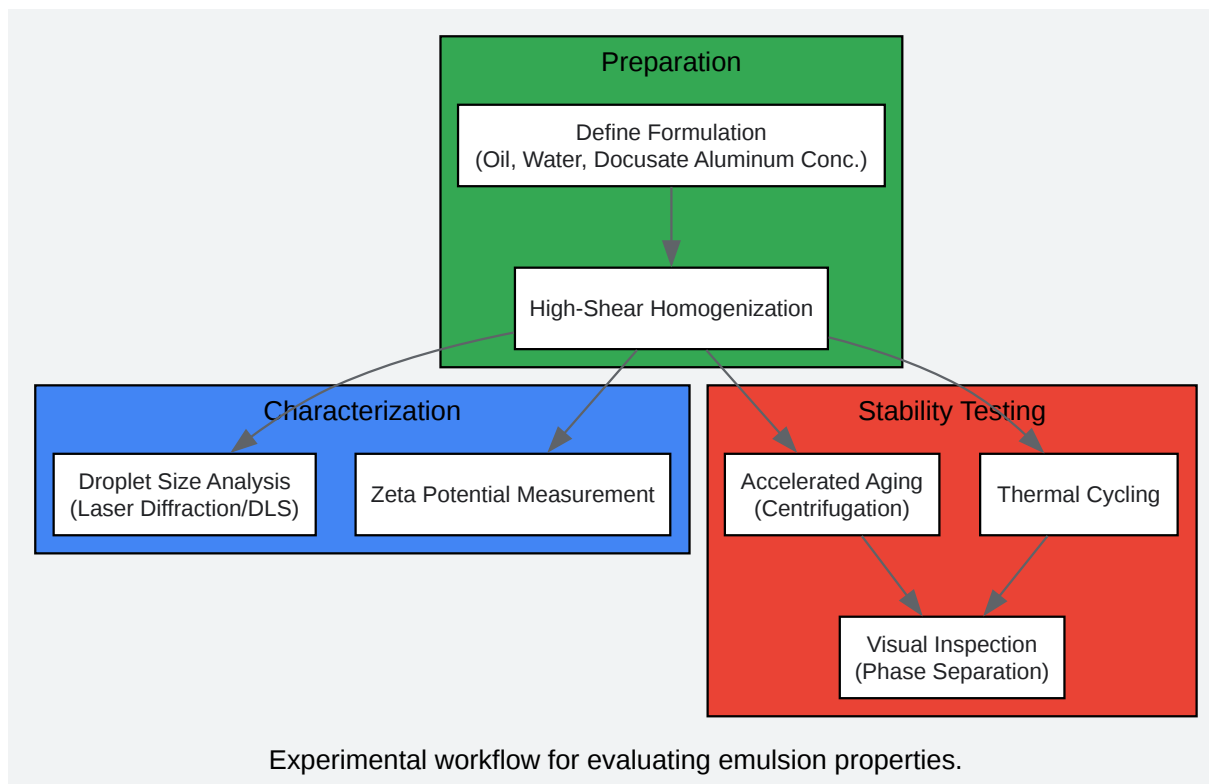 Preparation
Define Formulation
(Oil, Water, Docusate Aluminum Conc.)
High-Shear Homogenization
Characterization
Droplet Size Analysis
(Laser Diffraction/DLS)
Zeta Potential Measurement
Stability Testing
Accelerated Aging
(Centrifugation)
Thermal Cycling
Visual Inspection
(Phase Separation)
Experimental workflow for evaluating emulsion properties.